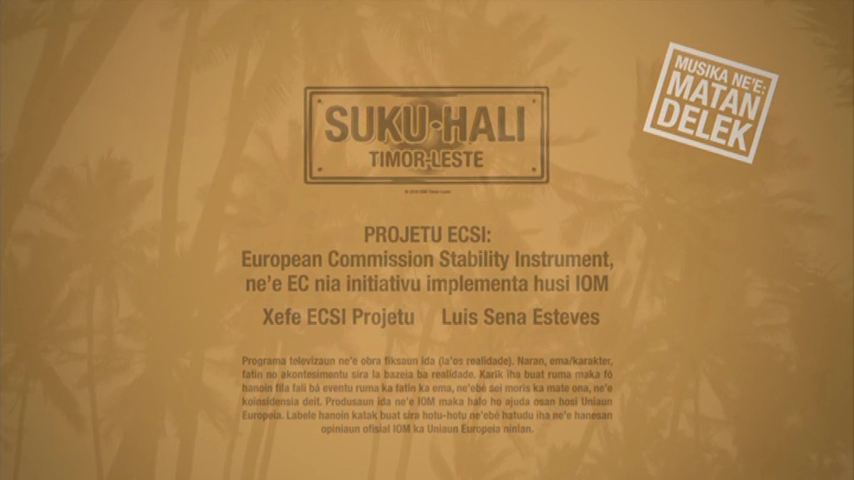 MUSIKA NE'E:
MATAN
DELEK
SUKU·HALI
TIMOR-LESTE
PROJETU ECSI:
European Commission Stability Instrument,
ne'e EC nia initiativu implementa husi IOM
Xefe ECSI Projetu Luis Sena Esteves
Programa televizaun ne'e obra fiksaun ida (la'os realidade). Naran, ema/karakter,
fatin no akontesimentu sira la bazeia ba realidade. Karik iha buat ruma maka fó
hanoin fila fali bá eventu ruma ka fatin ka ema, ne'ebé sei moris ka mate ona, ne'e
koinsidensia deit. Produsaun ida ne'e IOM maka halo ho ajuda osan hosi Uniaun
Europeia. Labele hanoin katak buat sira hotu-hotu ne'ebé hatudu iha ne'e hanesan
opiniaun ofisial IOM ka Uniaun Europeia ninian.